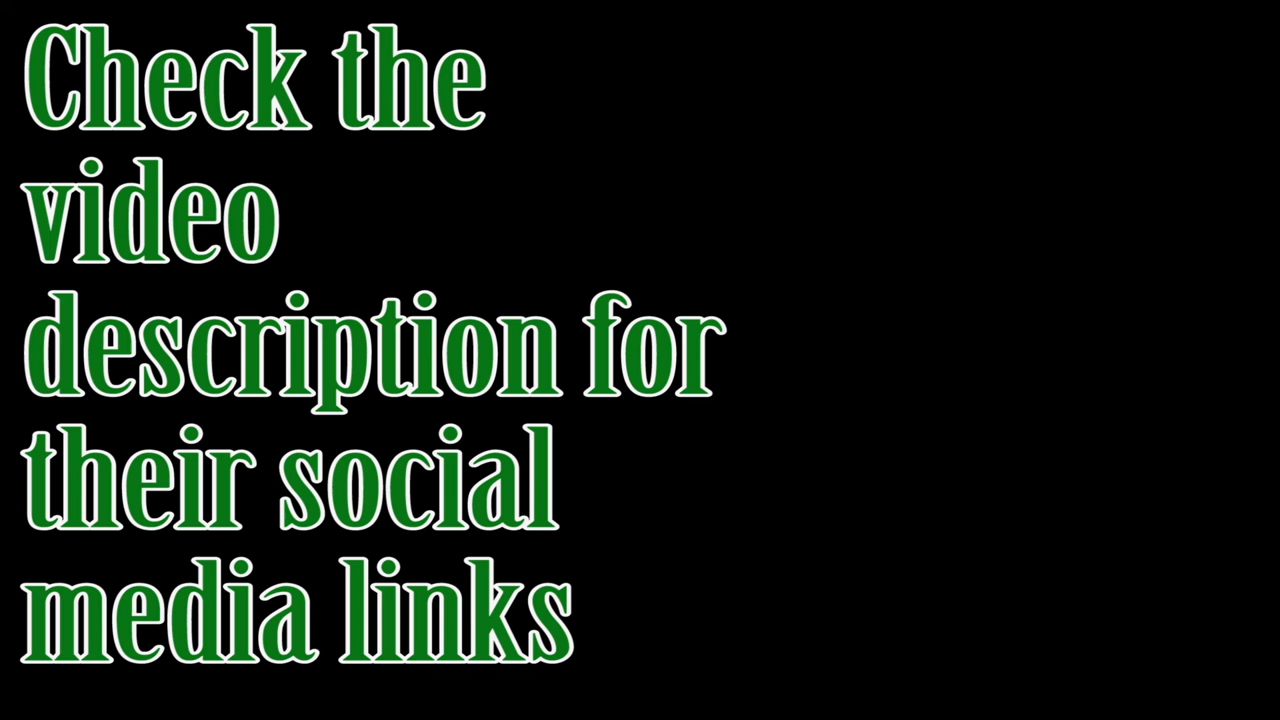 Check the
video
description for
their social
media links